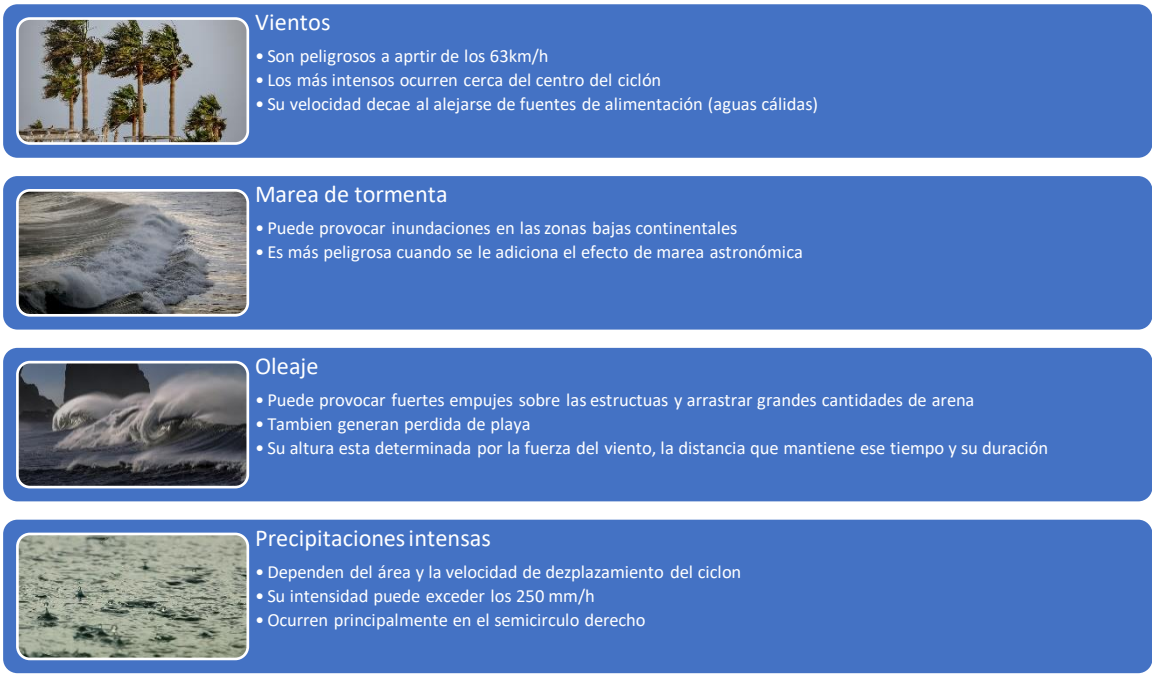 Vientos
• Son peligrosos a aprtir de los 63km/h
• Los más intensos ocurren cerca del centro del ciclón
• Su velocidad decae al alejarse de fuentes de alimentación (aguas cálidas)
Marea de tormenta
• Puede provocar inundaciones en las zonas bajas continentales
• Es más peligrosa cuando se le adiciona el efecto de marea astronómica
Oleaje
• Puede provocar fuertes empujes sobre las estructuas y arrastrar grandes cantidades de arena
• Tambien generan perdida de playa
• Su altura esta determinada por la fuerza del viento, la distancia que mantiene ese tiempo y su duración
Precipitaciones intensas
• Dependen del área y la velocidad de dezplazamiento del ciclon
• Su intensidad puede exceder los 250 mm/h
• Ocurren principalmente en el semicirculo derecho